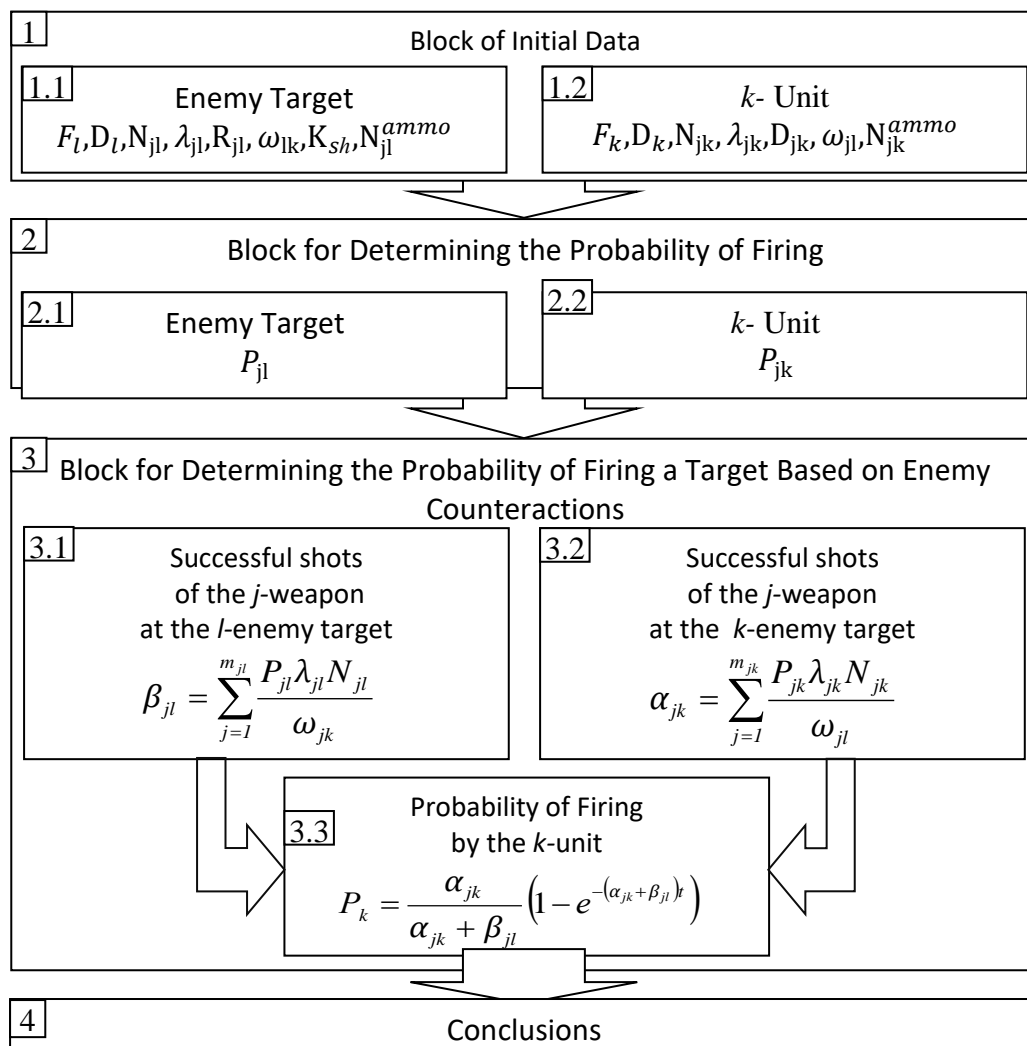 1
Block of Initial Data
1.1
Enemy Target
F_l,D_l,N_jl,λ_jl,R_jl,ω_lk,K_sh,N_jl^ammo
1.2
k- Unit
F_k,D_k,N_jk,λ_jk,D_jk,ω_jl,N_jk^ammo
2
Block for Determining the Probability of Firing
2.1
Enemy Target
P_jl
2.2
k- Unit
P_jk
3
Block for Determining the Probability of Firing a Target Based on Enemy
Counteractions
3.1
Successful shots
of the j-weapon
at the l-enemy target
β_jl = ∑_{j=1}^{m_jl} P_jl λ_jl N_jl / ω_jk
3.2
Successful shots
of the j-weapon
at the k-enemy target
α_jk = ∑_{j=1}^{m_jk} P_jk λ_jk N_jk / ω_jl
3.3
Probability of Firing
by the k-unit
P_k = α_jk / (α_jk + β_jl) (1 − e^{−(α_jk+β_jl)t})
4
Conclusions